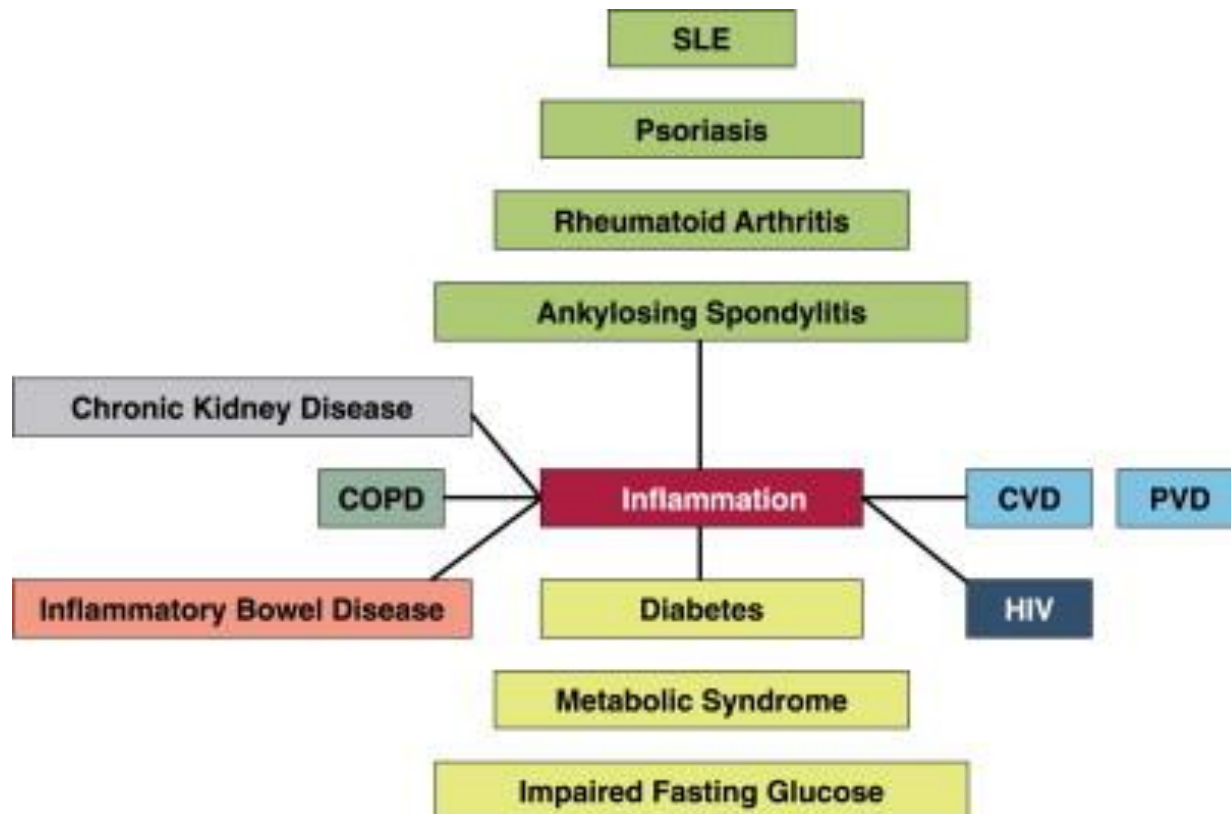 SLE
Psoriasis
Rheumatoid Arthritis
Ankylosing Spondylitis
Chronic Kidney Disease
COPD
Inflammation
CVD
PVD
Inflammatory Bowel Disease
Diabetes
HIV
Metabolic Syndrome
Impaired Fasting Glucose